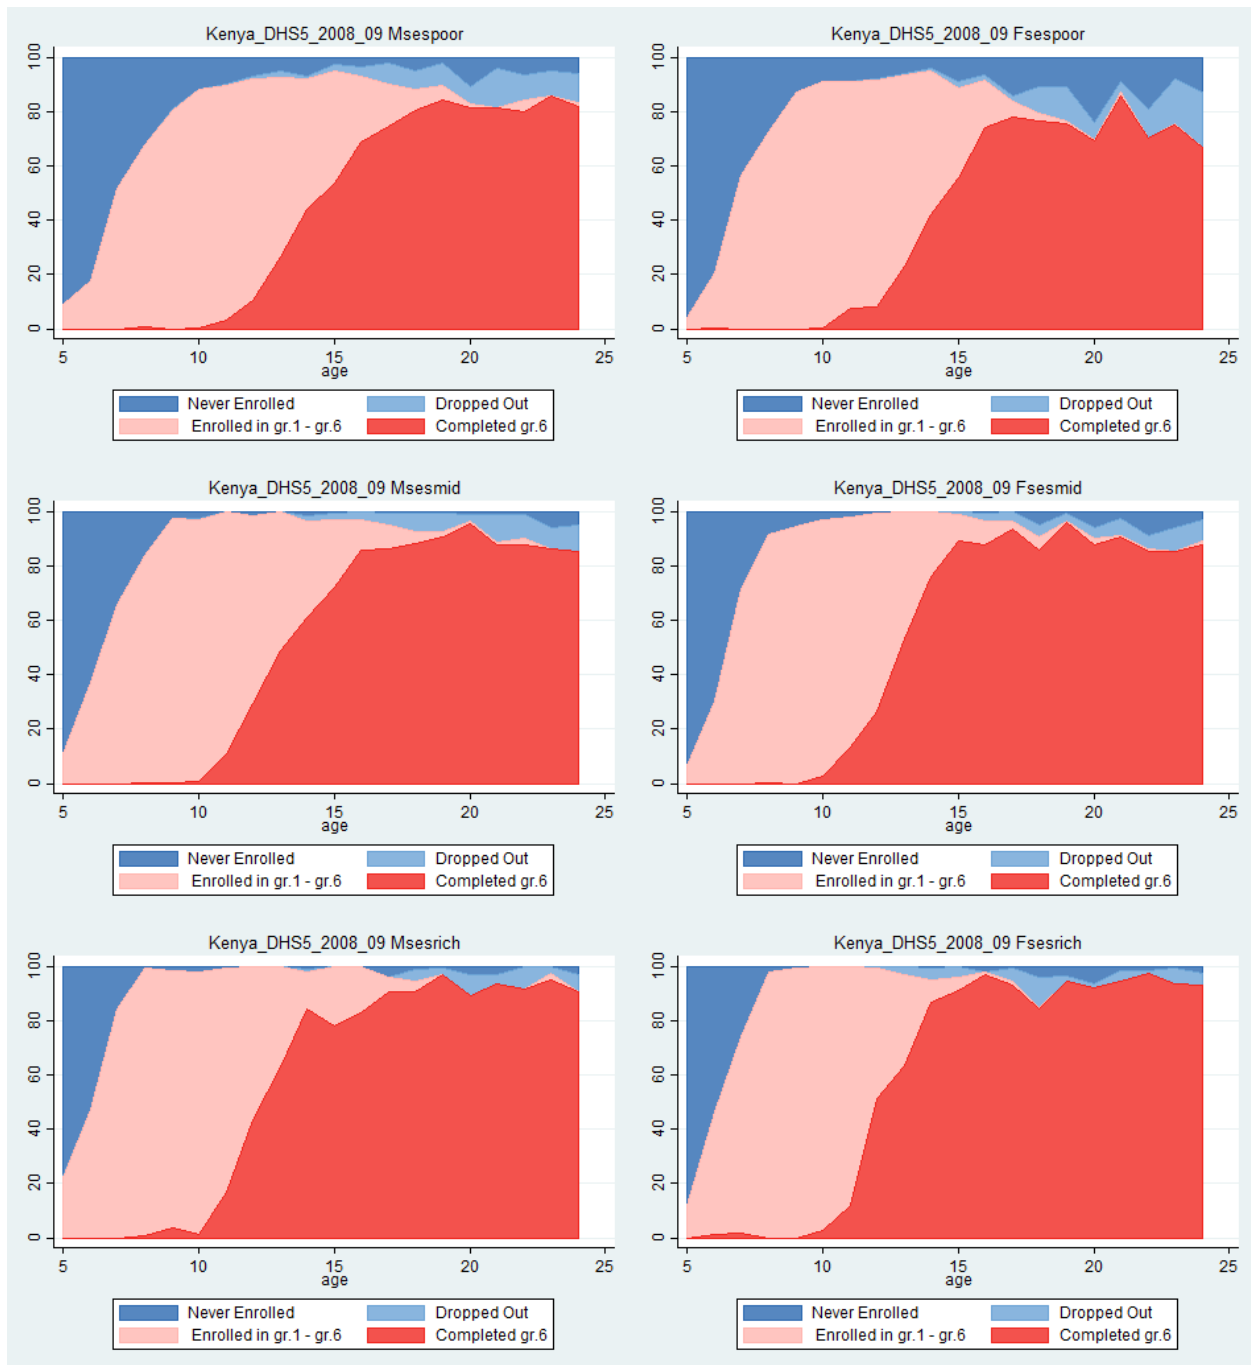 Kenya_DHS5_2008_09 Msespoor
100
80
60
40
20
0
5 10 15 20 25
age
Never Enrolled Dropped Out
Enrolled in gr.1 - gr.6 Completed gr.6
Kenya_DHS5_2008_09 Fsespoor
100
80
60
40
20
0
5 10 15 20 25
age
Never Enrolled Dropped Out
Enrolled in gr.1 - gr.6 Completed gr.6
Kenya_DHS5_2008_09 Msesmid
100
80
60
40
20
0
5 10 15 20 25
age
Never Enrolled Dropped Out
Enrolled in gr.1 - gr.6 Completed gr.6
Kenya_DHS5_2008_09 Fsesmid
100
80
60
40
20
0
5 10 15 20 25
age
Never Enrolled Dropped Out
Enrolled in gr.1 - gr.6 Completed gr.6
Kenya_DHS5_2008_09 Msesrich
100
80
60
40
20
0
5 10 15 20 25
age
Never Enrolled Dropped Out
Enrolled in gr.1 - gr.6 Completed gr.6
Kenya_DHS5_2008_09 Fsesrich
100
80
60
40
20
0
5 10 15 20 25
age
Never Enrolled Dropped Out
Enrolled in gr.1 - gr.6 Completed gr.6